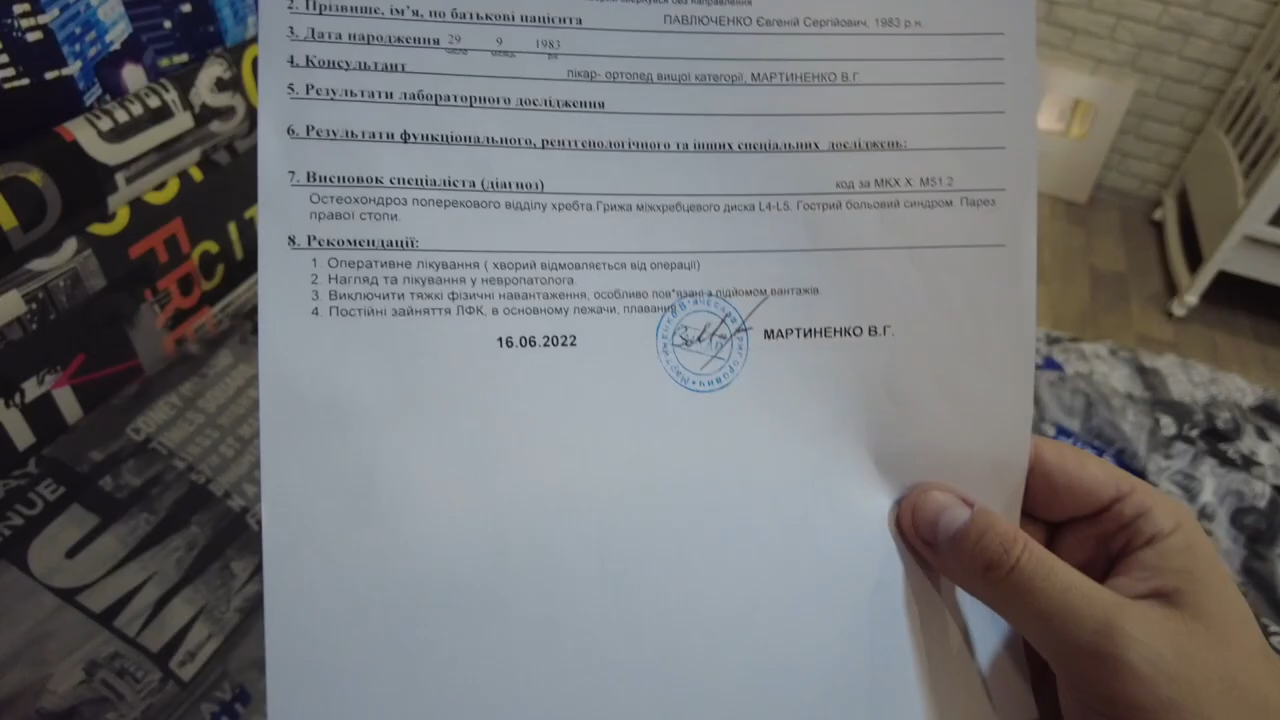 2. Прізвище, ім'я, по батькові пацієнта ПАВЛЮЧЕНКО Євгеній Сергійович, 1983 р.н.
3. Дата народження 29 9 1983
4. Консультант лікар- ортопед вищої категорії, МАРТИНЕНКО В.Г.
5. Результати лабораторного дослідження
6. Результати функціонального, рентгенологічного та інших спеціальних досліджень:
7. Висновок спеціаліста (діагноз) код за МКХ X: M51.2
Остеохондроз поперекового відділу хребта.Грижа міжхребцевого диска L4-L5. Гострий больовий синдром. Парез
правої стопи.
8. Рекомендації:
1. Оперативне лікування ( хворий відмовляється від операції)
2. Нагляд та лікування у невропатолога.
3. Виключити тяжкі фізичні навантаження, особливо пов'язані з підйомом вантажів.
4. Постійні зайняття ЛФК, в основному лежачи, плавання
16.06.2022 МАРТИНЕНКО В.Г.
FRE
C/T
AVENUE